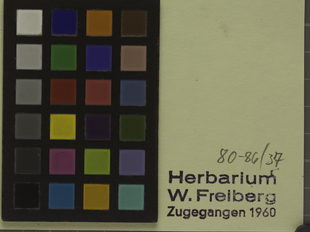 80-86/37
Herbarium
W. Freiberg
Zugegangen 1960